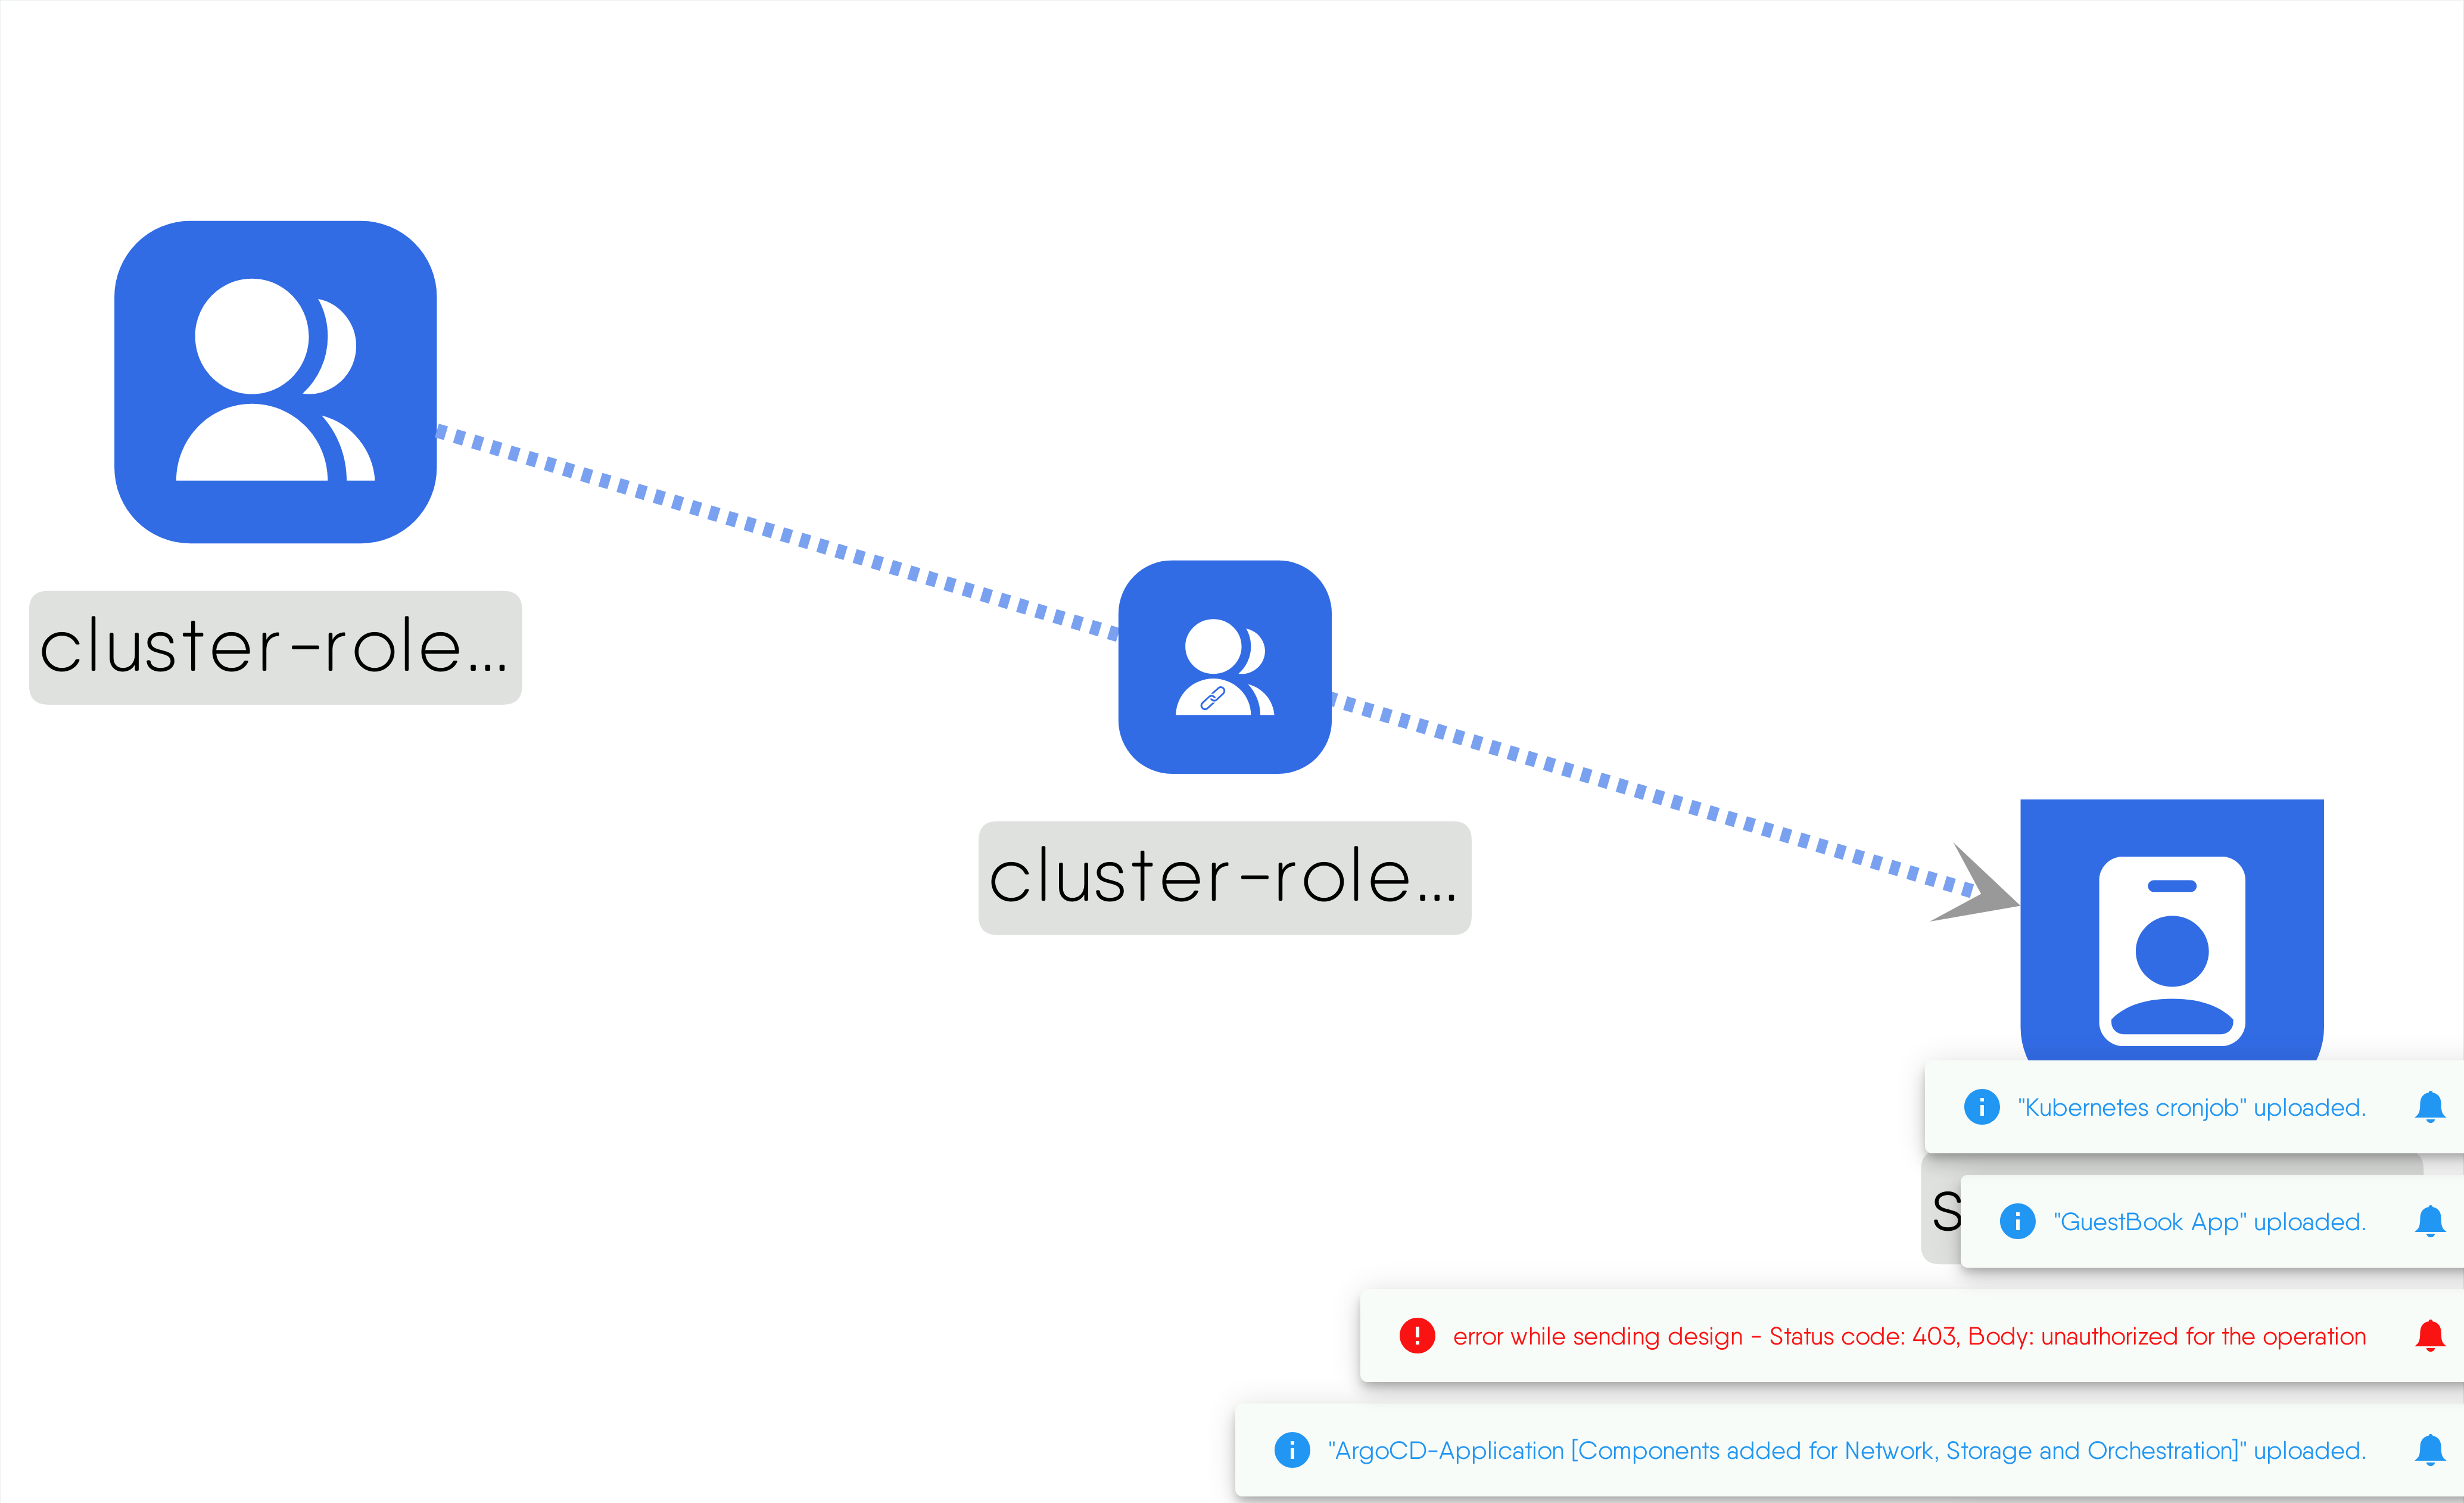 cluster-role...
cluster-role...
"Kubernetes cronjob" uploaded.
"GuestBook App" uploaded.
error while sending design - Status code: 403, Body: unauthorized for the operation
"ArgoCD-Application [Components added for Network, Storage and Orchestration]" uploaded.